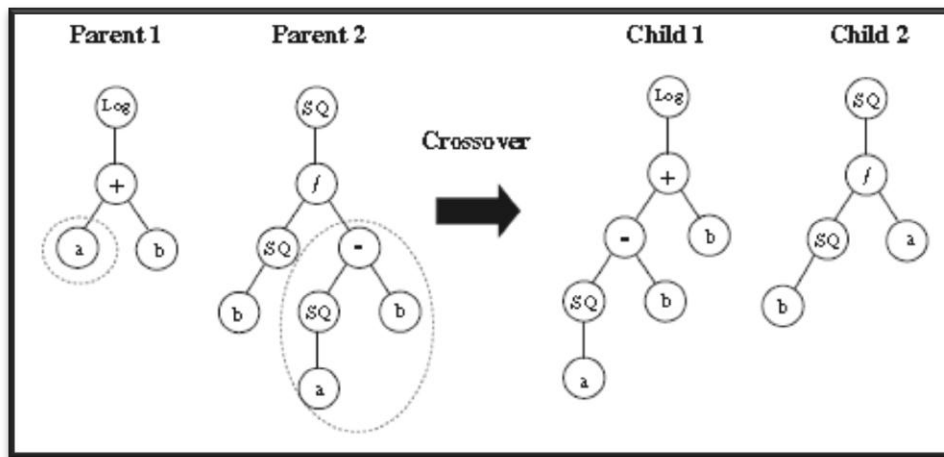 Parent 1 Parent 2 Child 1 Child 2
Log SQ Log SQ
Crossover
+ / + /
a b SQ - - b SQ a
b SQ b SQ b b
a a